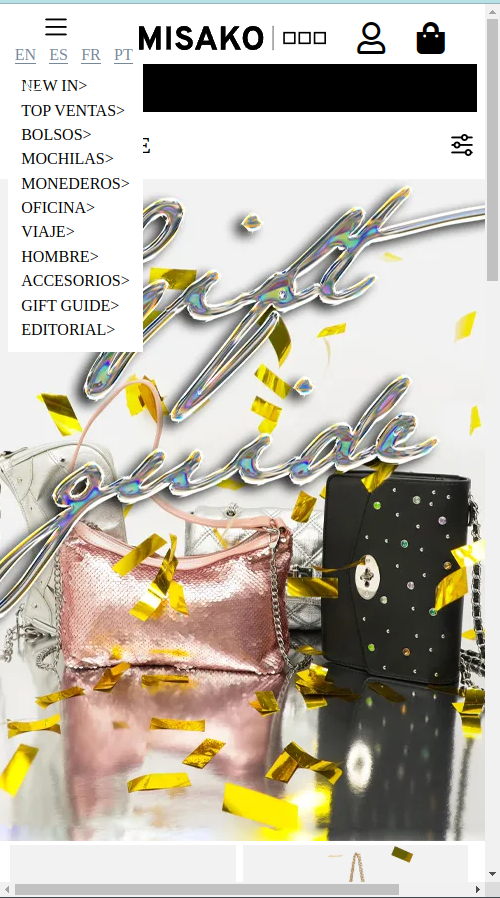 MISAKO
EN ES FR PT
NEW IN>
TOP VENTAS>
BOLSOS>
MOCHILAS>
MONEDEROS>
OFICINA>
VIAJE>
HOMBRE>
ACCESORIOS>
GIFT GUIDE>
EDITORIAL>
E
gift
guide